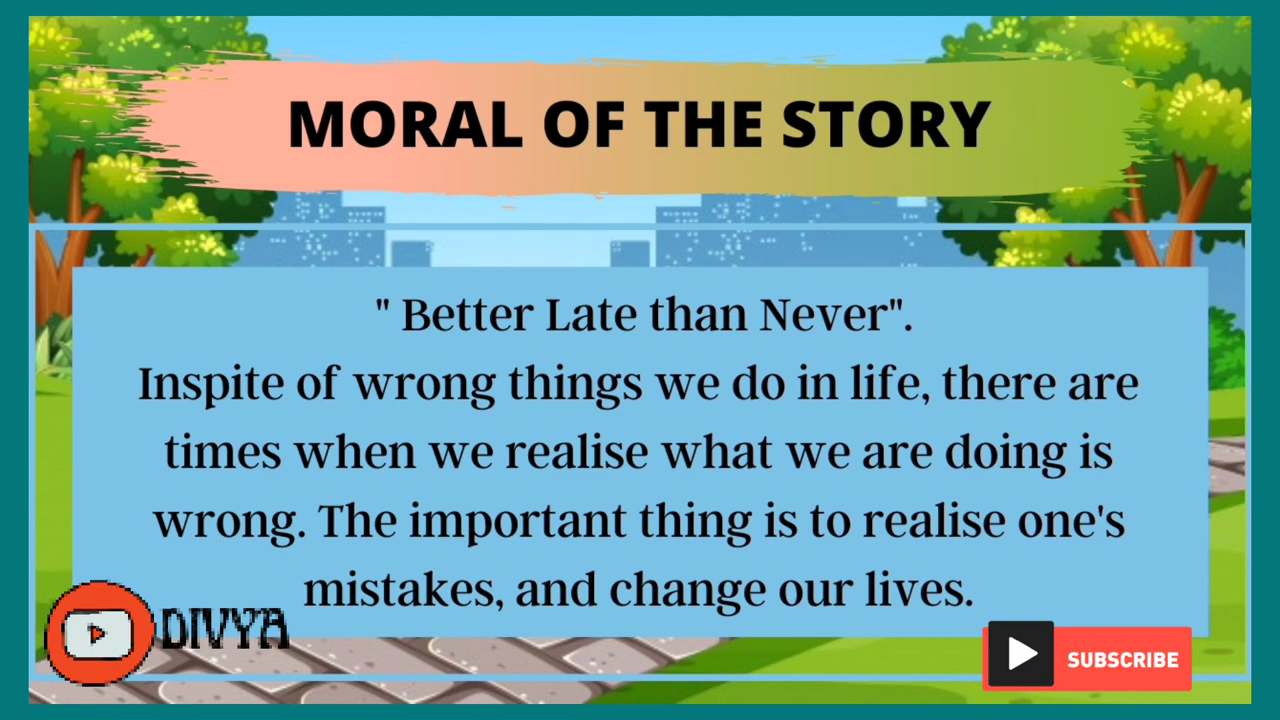 MORAL OF THE STORY
" Better Late than Never".
Inspite of wrong things we do in life, there are
times when we realise what we are doing is
wrong. The important thing is to realise one's
mistakes, and change our lives.
DIVYA
SUBSCRIBE